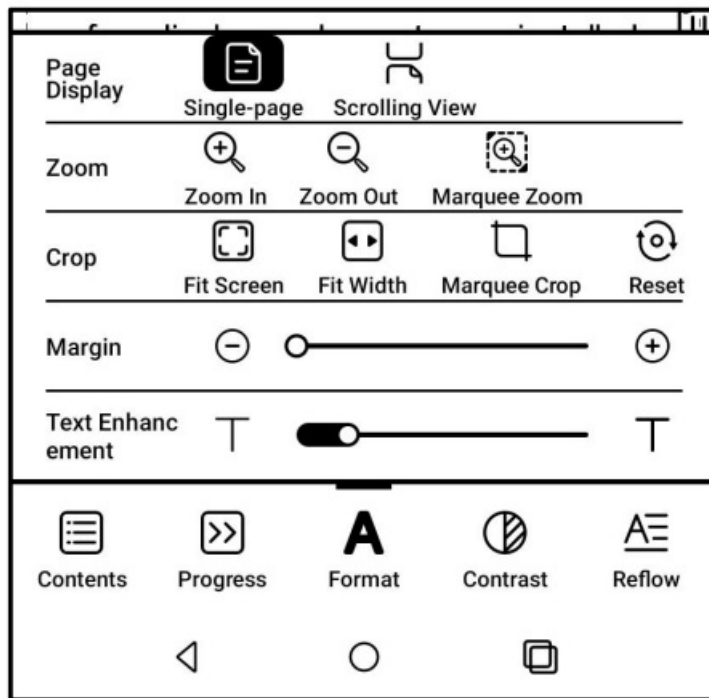 Page
Display
Single-page Scrolling View
Zoom
Zoom In Zoom Out Marquee Zoom
Crop
Fit Screen Fit Width Marquee Crop Reset
Margin
Text Enhanc
ement
Contents Progress Format Contrast Reflow